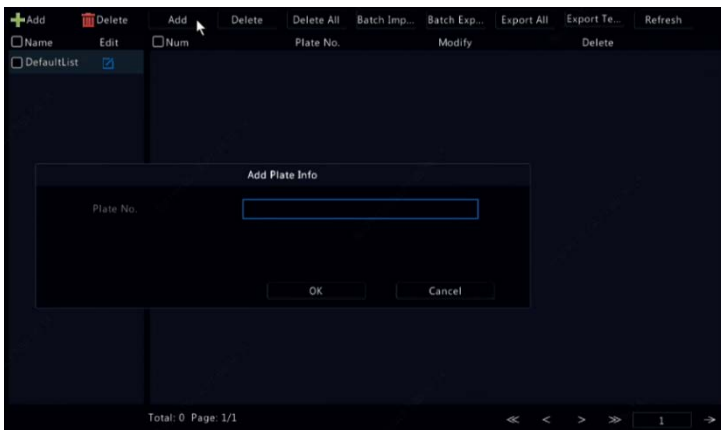 Add Delete Add Delete Delete All Batch Imp... Batch Exp... Export All Export Te... Refresh
Name Edit Num Plate No. Modify Delete
DefaultList
Add Plate Info
Plate No.
OK Cancel
Total: 0 Page: 1/1 ≪ < > ≫ 1 →